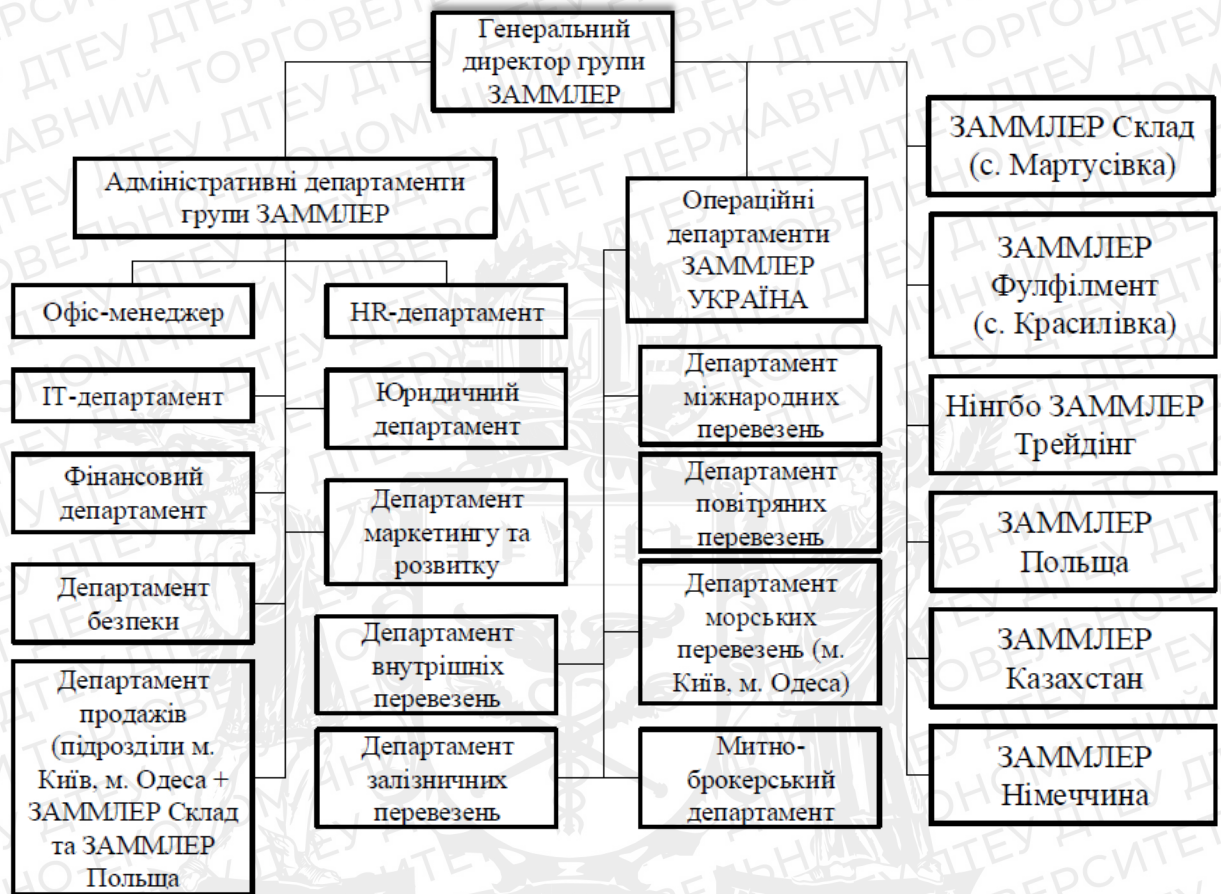 Генеральний
директор групи
ЗАММЛЕР
Адміністративні департаменти
групи ЗАММЛЕР
Офіс-менеджер
HR-департамент
IT-департамент
Юридичний
департамент
Фінансовий
департамент
Департамент
маркетингу та
розвитку
Департамент
безпеки
Департамент
продажів
(підрозділи м.
Київ, м. Одеса +
ЗАММЛЕР Склад
та ЗАММЛЕР
Польща
Операційні
департаменти
ЗАММЛЕР
УКРАЇНА
Департамент
міжнародних
перевезень
Департамент
повітряних
перевезень
Департамент
морських
перевезень (м.
Київ, м. Одеса)
Департамент
внутрішніх
перевезень
Департамент
залізничних
перевезень
Митно-
брокерський
департамент
ЗАММЛЕР Склад
(с. Мартусівка)
ЗАММЛЕР
Фулфілмент
(с. Красилівка)
Нінгбо ЗАММЛЕР
Трейдінг
ЗАММЛЕР
Польща
ЗАММЛЕР
Казахстан
ЗАММЛЕР
Німеччина